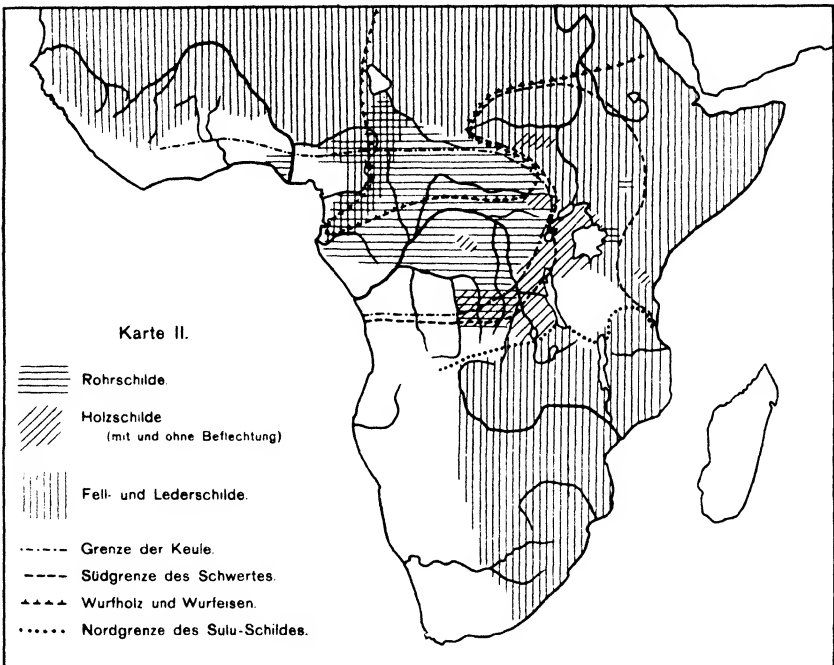 Karte II.
Rohrschilde.
Holzschilde
(mit und ohne Beflechtung)
Fell- und Lederschilde.
Grenze der Keule.
Südgrenze des Schwertes.
Wurfholz und Wurfeisen.
Nordgrenze des Sulu-Schildes.